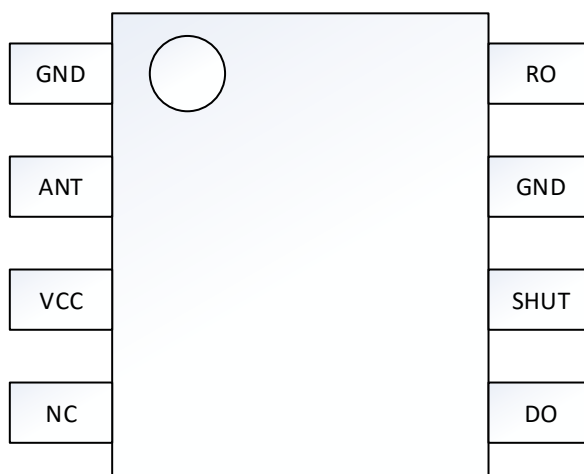 GND
RO
ANT
GND
VCC
SHUT
NC
DO